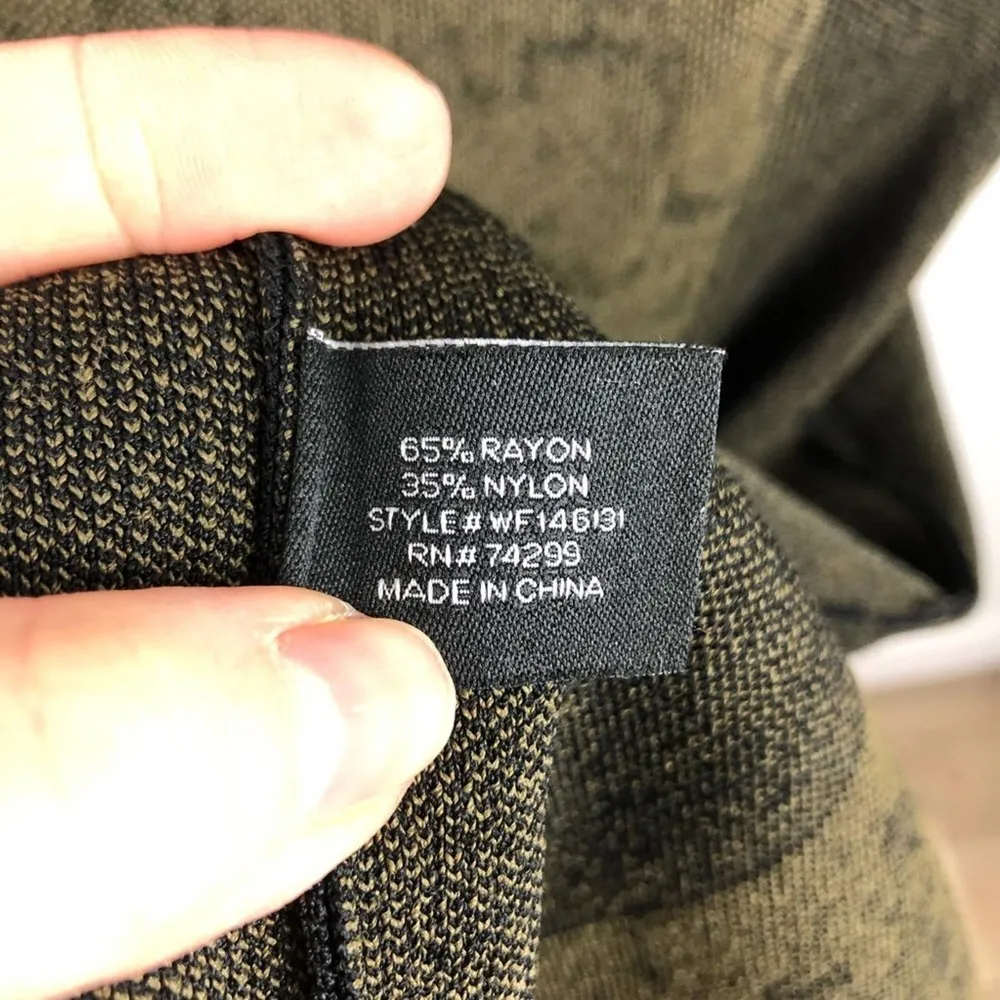 65% RAYON
35% NYLON
STYLE# WF146131
RN# 74299
MADE IN CHINA